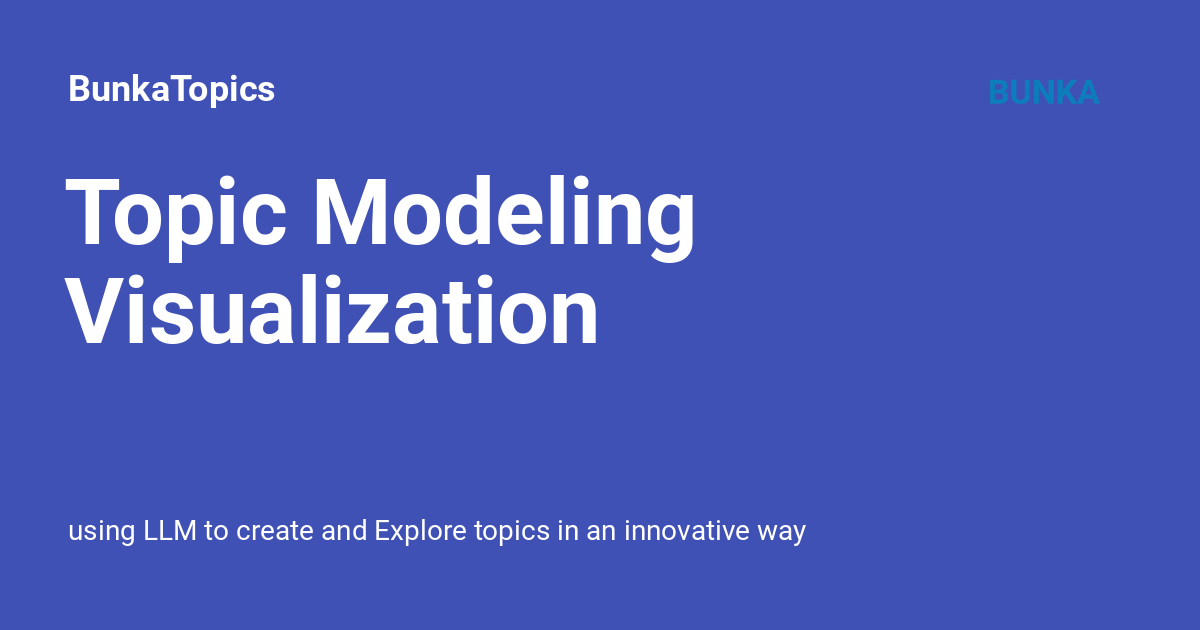 BunkaTopics
BUNKA
Topic Modeling
Visualization
using LLM to create and Explore topics in an innovative way